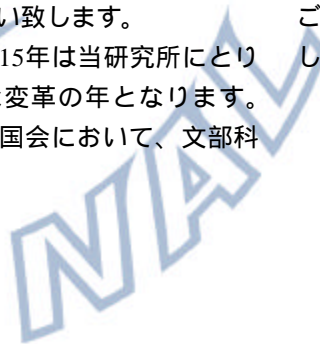 い致します。
15年は当研究所にとり
変革の年となります。
国会において、文部科
ご
し
NAL